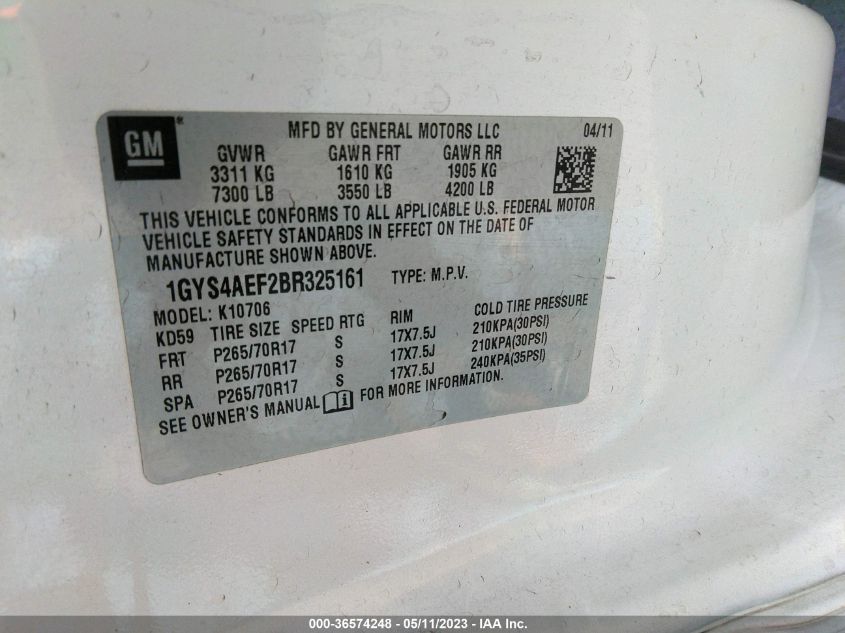 GM
MFD BY GENERAL MOTORS LLC 04/11
GVWR GAWR FRT GAWR RR
3311 KG 1610 KG 1905 KG
7300 LB 3550 LB 4200 LB
THIS VEHICLE CONFORMS TO ALL APPLICABLE U.S. FEDERAL MOTOR
VEHICLE SAFETY STANDARDS IN EFFECT ON THE DATE OF
MANUFACTURE SHOWN ABOVE.
1GYS4AEF2BR325161 TYPE: M.P.V.
MODEL: K10706
KD59 TIRE SIZE SPEED RTG RIM COLD TIRE PRESSURE
FRT P265/70R17 S 17X7.5J 210KPA(30PSI)
RR P265/70R17 S 17X7.5J 210KPA(30PSI)
SPA P265/70R17 S 17X7.5J 240KPA(35PSI)
SEE OWNER'S MANUAL FOR MORE INFORMATION.
000-36574248 - 05/11/2023 - IAA Inc.